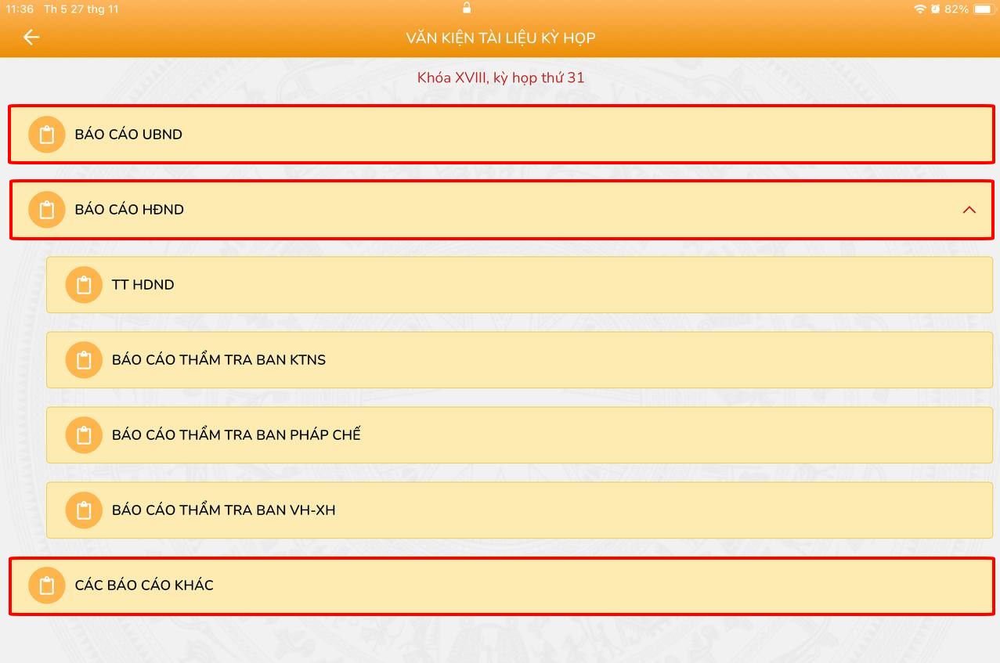 11:36 Th 5 27 thg 11
82%
VĂN KIỆN TÀI LIỆU KỲ HỌP
Khóa XVIII, kỳ họp thứ 31
BÁO CÁO UBND
BÁO CÁO HĐND
TT HDND
BÁO CÁO THẨM TRA BAN KTNS
BÁO CÁO THẨM TRA BAN PHÁP CHẾ
BÁO CÁO THẨM TRA BAN VH-XH
CÁC BÁO CÁO KHÁC